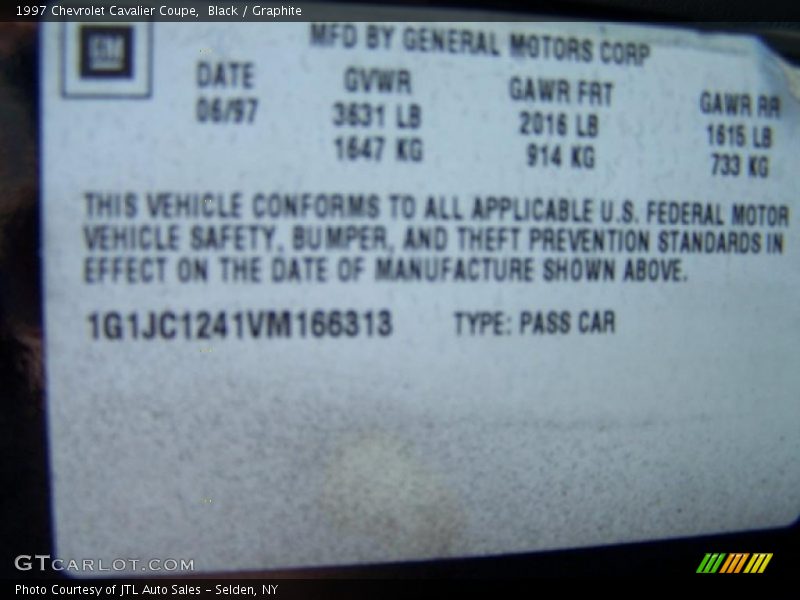 1997 Chevrolet Cavalier Coupe, Black / Graphite
GM
MFD BY GENERAL MOTORS CORP
DATE GVWR GAWR FRT GAWR RR
06/97 3631 LB 2016 LB 1615 LB
1647 KG 914 KG 733 KG
THIS VEHICLE CONFORMS TO ALL APPLICABLE U.S. FEDERAL MOTOR
VEHICLE SAFETY, BUMPER, AND THEFT PREVENTION STANDARDS IN
EFFECT ON THE DATE OF MANUFACTURE SHOWN ABOVE.
1G1JC1241VM166313 TYPE: PASS CAR
GTCARLOT.COM
Photo Courtesy of JTL Auto Sales - Selden, NY